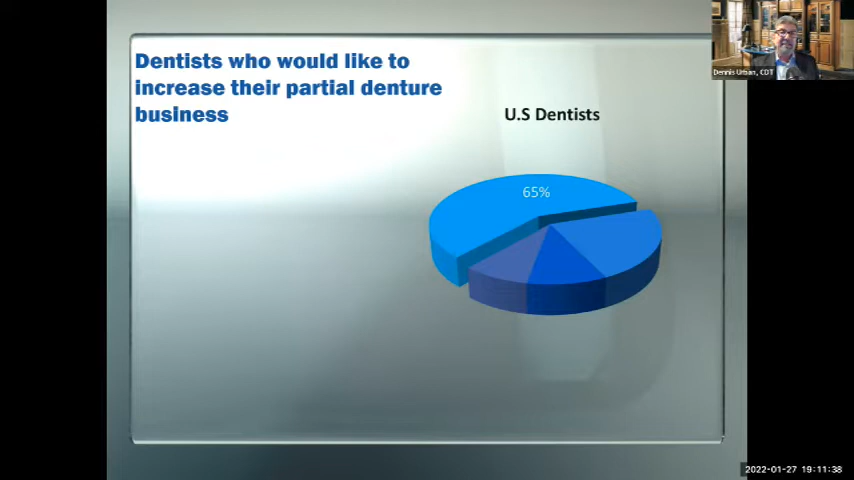 Dentists who would like to
increase their partial denture
business
U.S Dentists
65%
Dennis Urban, CDT
2022-01-27 19:11:38